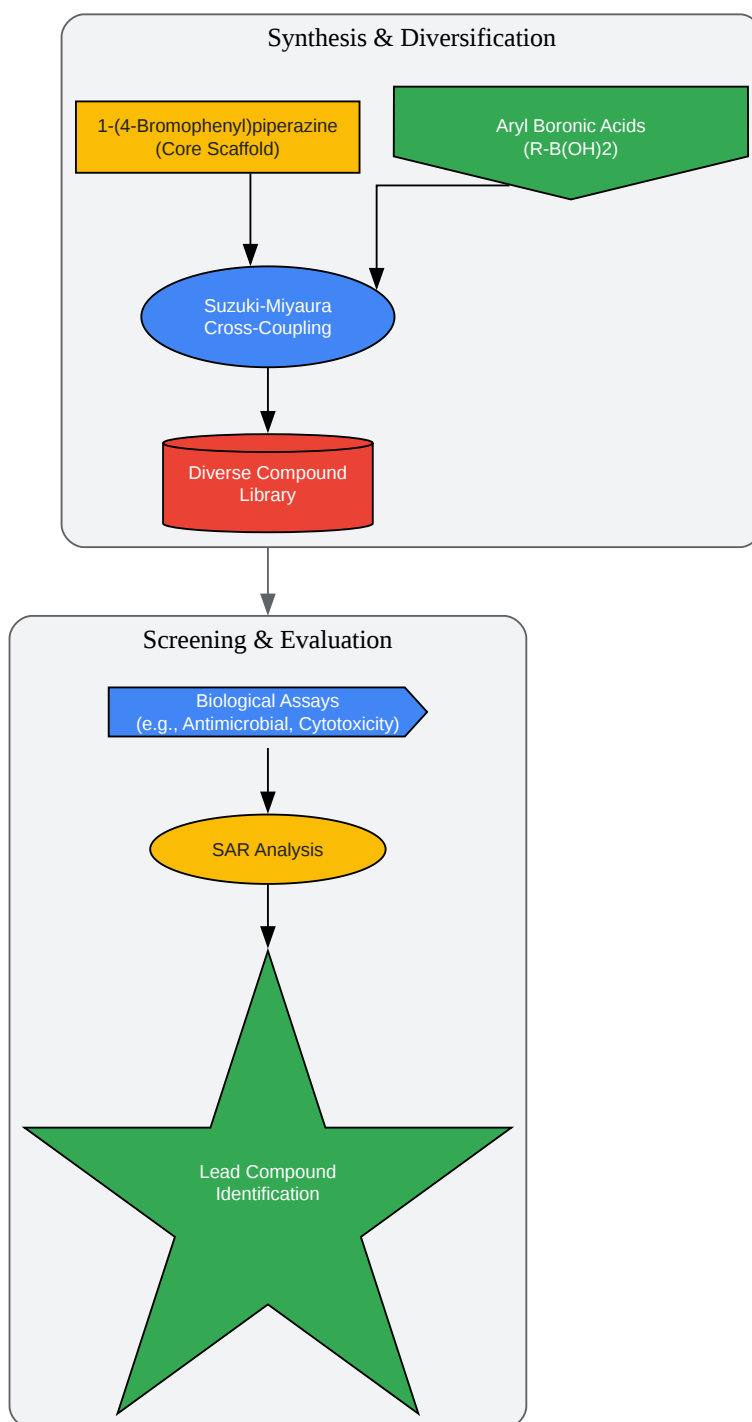 Synthesis & Diversification
1-(4-Bromophenyl)piperazine
(Core Scaffold)
Aryl Boronic Acids
(R-B(OH)2)
Suzuki-Miyaura
Cross-Coupling
Diverse Compound
Library
Screening & Evaluation
Biological Assays
(e.g., Antimicrobial, Cytotoxicity)
SAR Analysis
Lead Compound
Identification